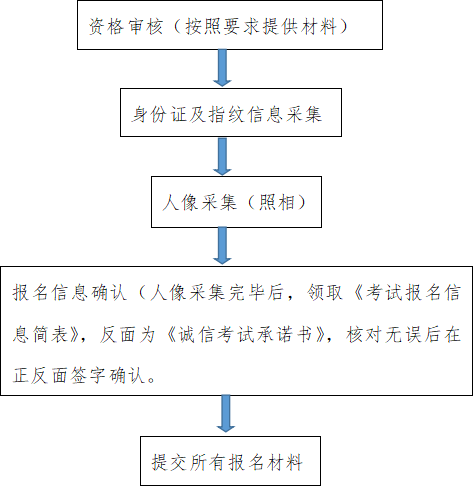 资格审核（按照要求提供材料）
身份证及指纹信息采集
人像采集（照相）
报名信息确认（人像采集完毕后，领取《考试报名信
息简表》，反面为《诚信考试承诺书》，核对无误后在
正反面签字确认。
提交所有报名材料